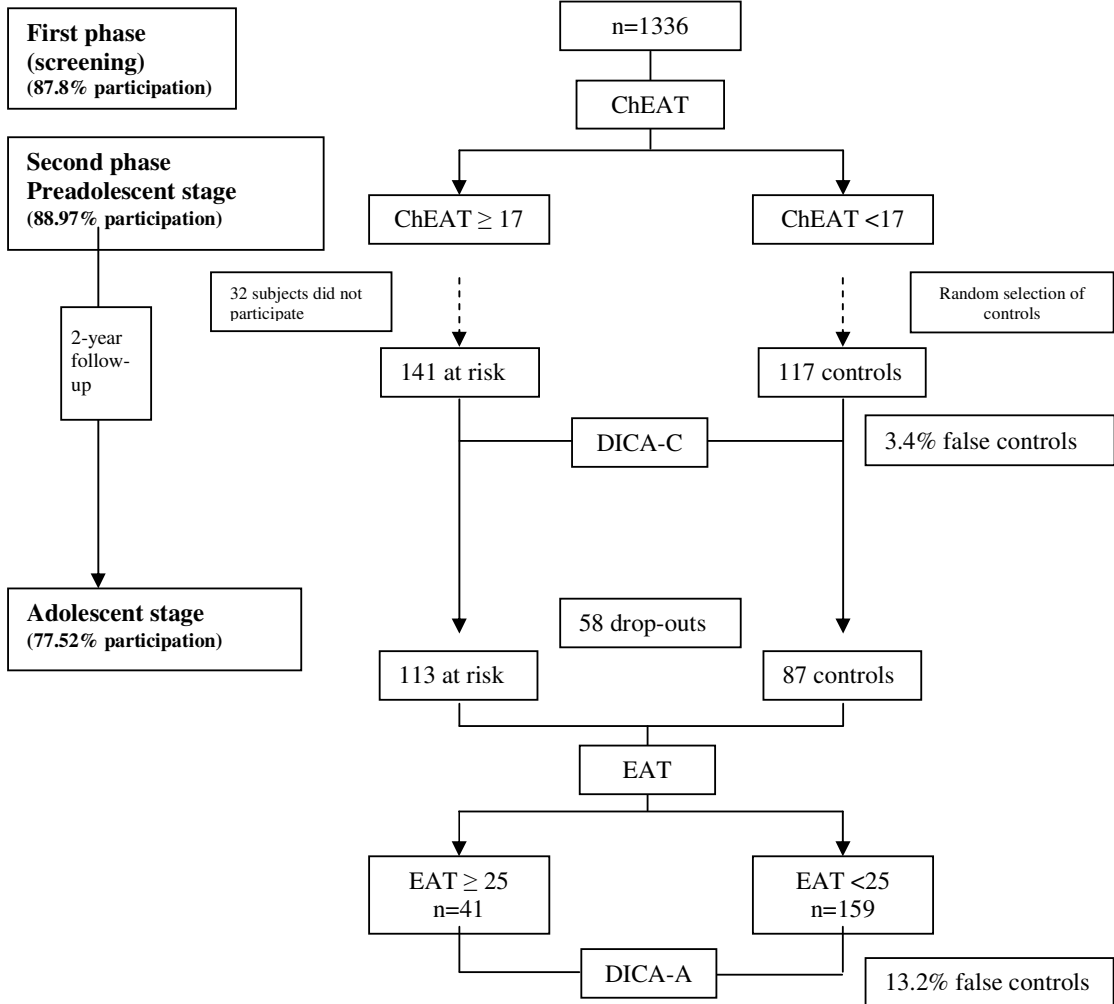 First phase
(screening)
(87.8% participation)
n=1336
ChEAT
Second phase
Preadolescent stage
(88.97% participation)
ChEAT ≥ 17
ChEAT <17
32 subjects did not
participate
Random selection of
controls
2-year
follow-
up
141 at risk
117 controls
DICA-C
3.4% false controls
Adolescent stage
(77.52% participation)
58 drop-outs
113 at risk
87 controls
EAT
EAT ≥ 25
n=41
EAT <25
n=159
DICA-A
13.2% false controls